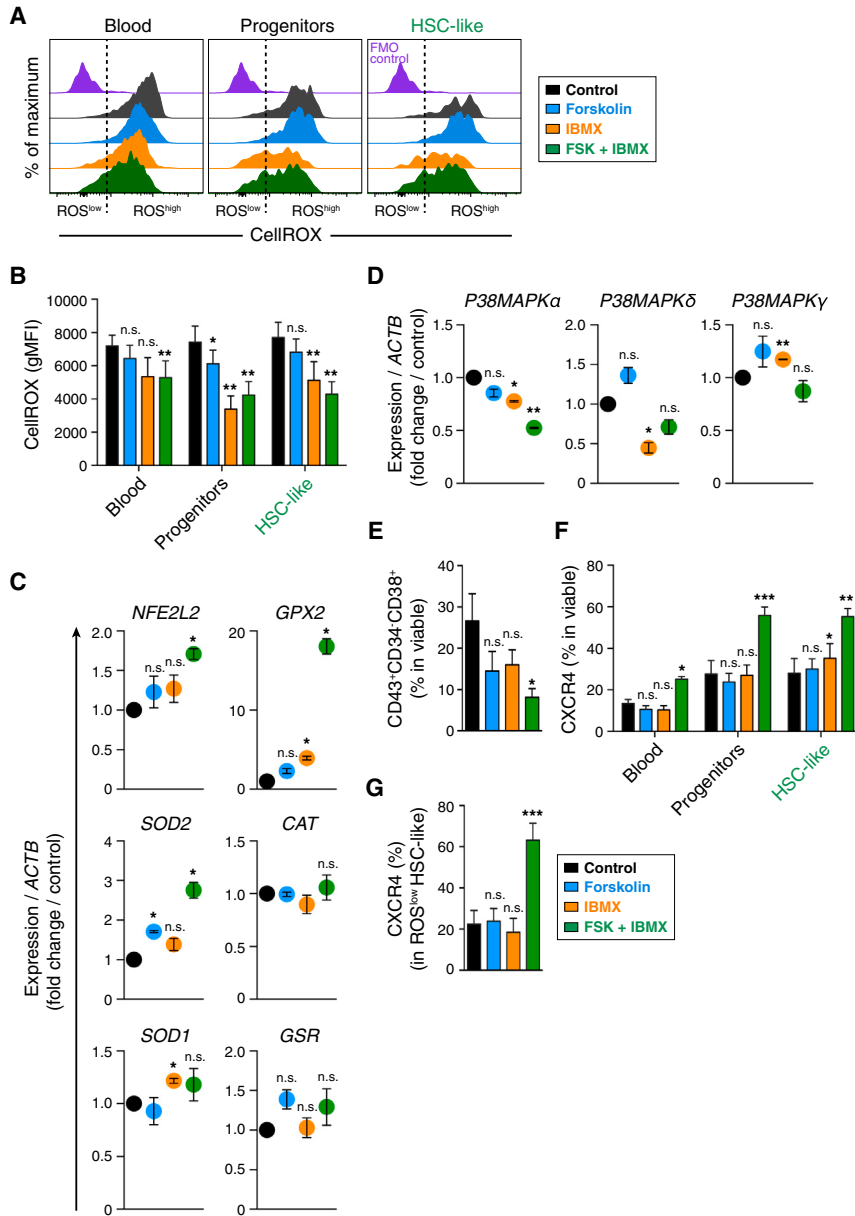 A
Blood
Progenitors
HSC-like
% of maximum
FMO
control
ROSlow
ROShigh
ROSlow
ROShigh
ROSlow
ROShigh
CellROX
Control
Forskolin
IBMX
FSK + IBMX
B
CellROX (gMFI)
10000
8000
6000
4000
2000
0
n.s.
n.s.
**
*
**
**
n.s.
**
**
Blood
Progenitors
HSC-like
C
Expression / ACTB
(fold change / control)
NFE2L2
2.0
1.5
1.0
0.5
0
n.s.
n.s.
*
GPX2
20
10
0
n.s.
*
*
SOD2
4
3
2
1
0
*
n.s.
*
CAT
1.5
1.0
0.5
0
n.s.
SOD1
1.5
1.0
0.5
0
*
n.s.
GSR
2.0
1.5
1.0
0.5
0
n.s.
n.s.
n.s.
D
Expression / ACTB
(fold change / control)
P38MAPKα
1.5
1.0
0.5
0
n.s.
*
**
P38MAPKδ
2.0
1.5
1.0
0.5
0
n.s.
*
n.s.
P38MAPKγ
1.5
1.0
0.5
0
n.s.
**
n.s.
E
CD43+CD34-CD38+
(% in viable)
40
30
20
10
0
n.s.
n.s.
*
F
CXCR4 (% in viable)
80
60
40
20
0
n.s.
n.s.
*
n.s.
n.s.
***
n.s.
*
**
Blood
Progenitors
HSC-like
G
CXCR4 (%)
(in ROSlow HSC-like)
80
60
40
20
0
n.s.
n.s.
***
Control
Forskolin
IBMX
FSK + IBMX